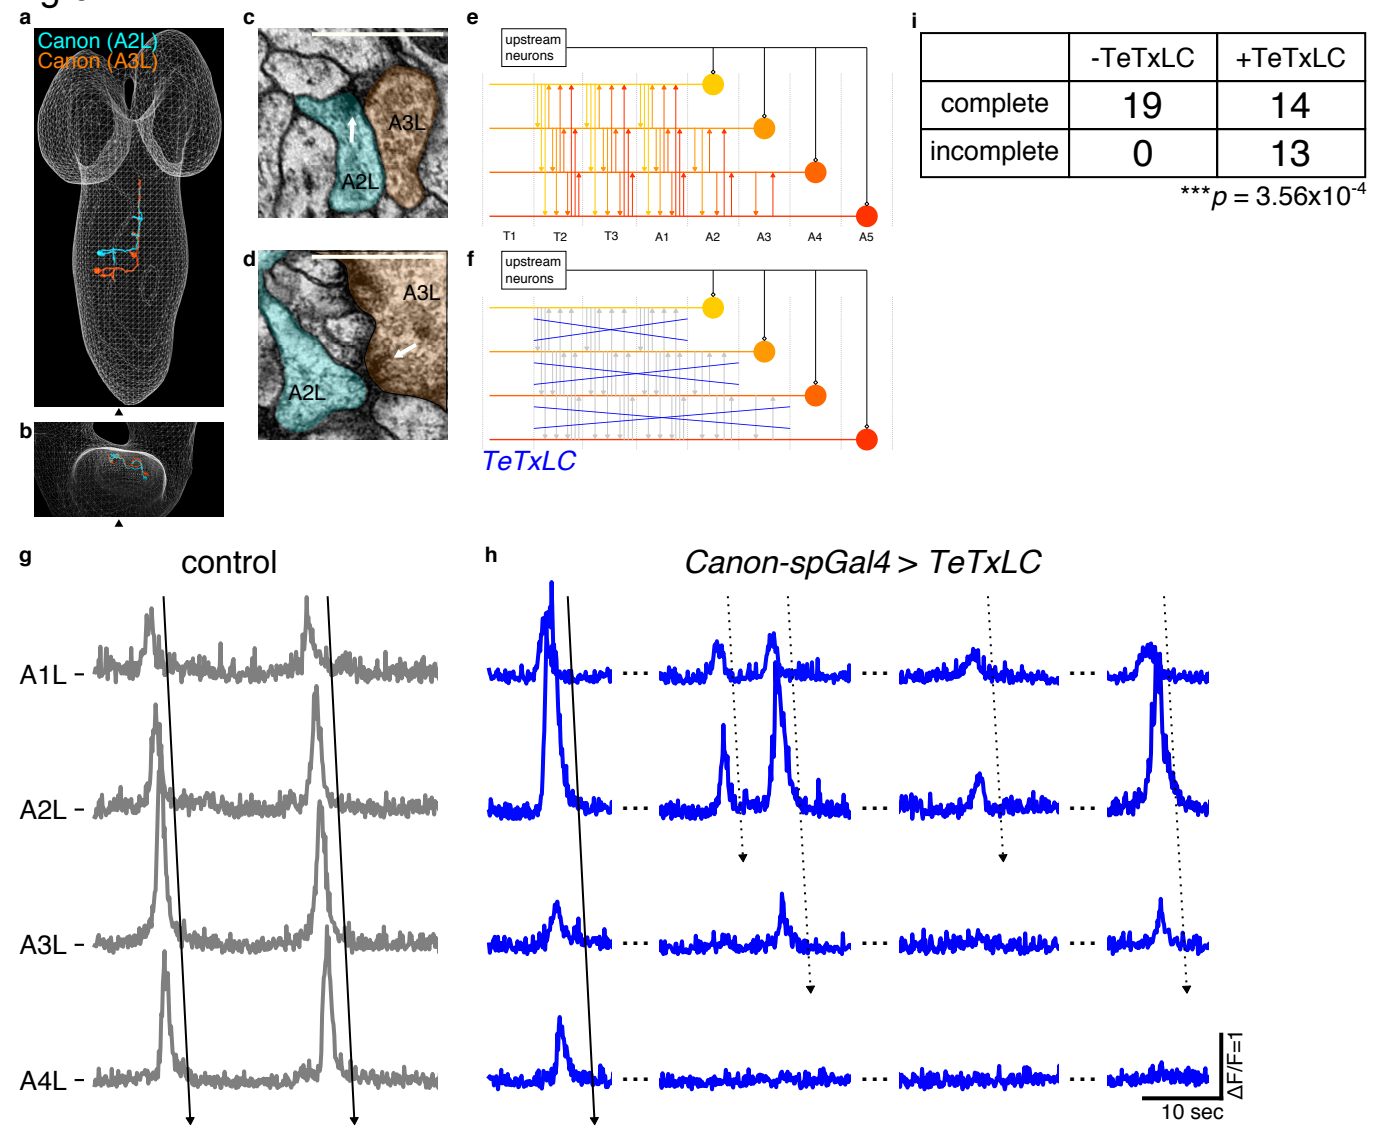 a
Canon (A2L)
Canon (A3L)
b
c
A3L
A2L
d
A3L
A2L
e
upstream
neurons
T1 T2 T3 A1 A2 A3 A4 A5
f
upstream
neurons
TeTxLC
i
-TeTxLC +TeTxLC
complete 19 14
incomplete 0 13
***p = 3.56x10-4
g
control
A1L
A2L
A3L
A4L
h
Canon-spGal4 > TeTxLC
... ... ...
... ... ...
... ... ...
... ... ...
ΔF/F=1
10 sec